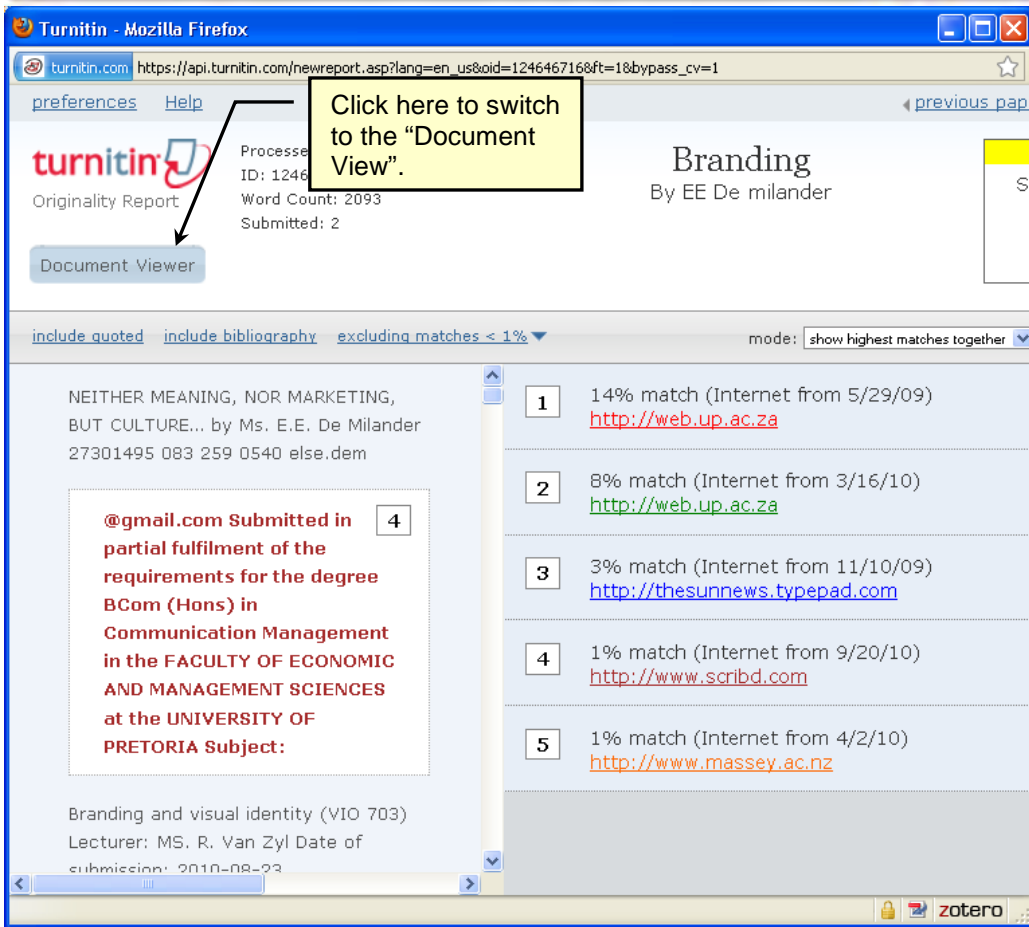 Turnitin - Mozilla Firefox
turnitin.com https://api.turnitin.com/newreport.asp?lang=en_us&oid=124646716&ft=1&bypass_cv=1
preferences Help
previous pap
Click here to switch
to the “Document
View”.
turnitin
Originality Report
Processe
ID: 1246
Word Count: 2093
Submitted: 2
Branding
By EE De milander
S
Document Viewer
include quoted include bibliography excluding matches < 1%
mode: show highest matches together
NEITHER MEANING, NOR MARKETING,
BUT CULTURE... by Ms. E.E. De Milander
27301495 083 259 0540 else.dem
@gmail.com Submitted in 4
partial fulfilment of the
requirements for the degree
BCom (Hons) in
Communication Management
in the FACULTY OF ECONOMIC
AND MANAGEMENT SCIENCES
at the UNIVERSITY OF
PRETORIA Subject:
Branding and visual identity (VIO 703)
Lecturer: MS. R. Van Zyl Date of
submission: 2010-08-23
1 14% match (Internet from 5/29/09)
http://web.up.ac.za
2 8% match (Internet from 3/16/10)
http://web.up.ac.za
3 3% match (Internet from 11/10/09)
http://thesunnews.typepad.com
4 1% match (Internet from 9/20/10)
http://www.scribd.com
5 1% match (Internet from 4/2/10)
http://www.massey.ac.nz
zotero